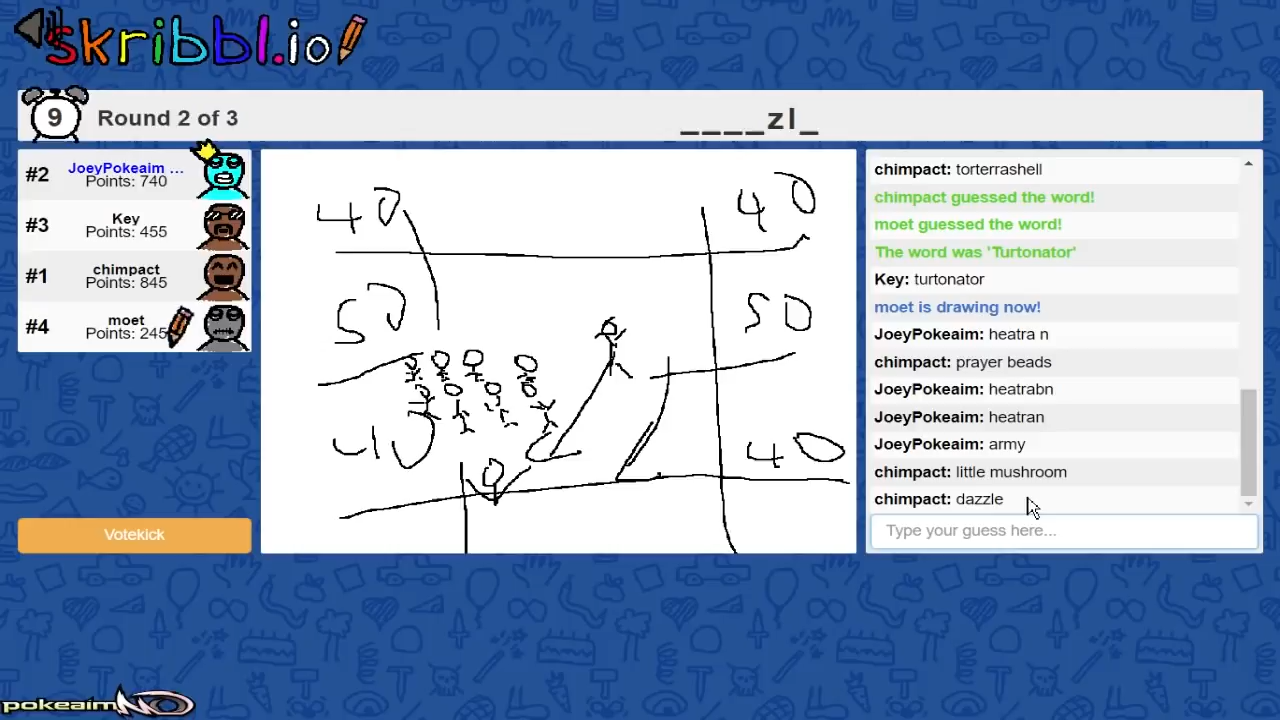 skribbl.io
9 Round 2 of 3 ____zl_
#2 JoeyPokeaim ...
Points: 740
#3 Key
Points: 455
#1 chimpact
Points: 845
#4 moet
Points: 245
Votekick
40 40
50 50
40 40
chimpact: torterrashell
chimpact guessed the word!
moet guessed the word!
The word was 'Turtonator'
Key: turtonator
moet is drawing now!
JoeyPokeaim: heatra n
chimpact: prayer beads
JoeyPokeaim: heatrabn
JoeyPokeaim: heatran
JoeyPokeaim: army
chimpact: little mushroom
chimpact: dazzle
Type your guess here...
pokeaim